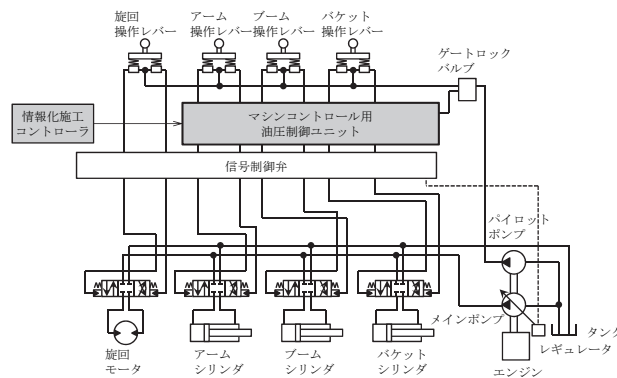 旋回
操作レバー
アーム
操作レバー
ブーム
操作レバー
バケット
操作レバー
ゲートロック
バルブ
情報化施工
コントローラ
マシンコントロール用
油圧制御ユニット
信号制御弁
パイロット
ポンプ
メインポンプ
タンク
レギュレータ
エンジン
旋回
モータ
アーム
シリンダ
ブーム
シリンダ
バケット
シリンダ